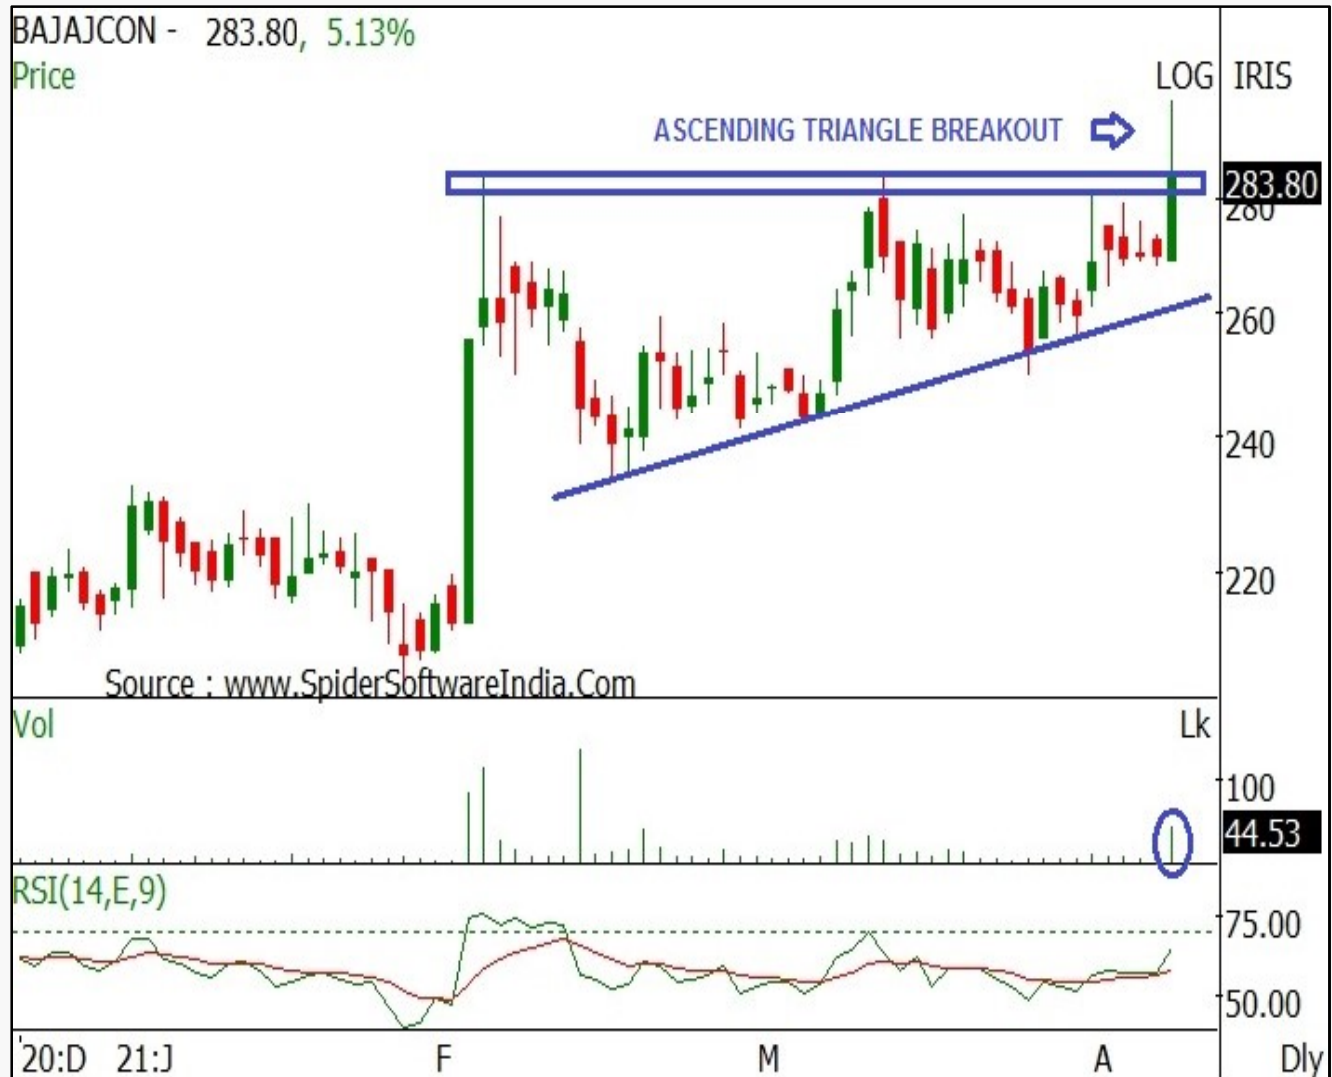 BAJAJCON - 283.80, 5.13%
Price
LOG IRIS
ASCENDING TRIANGLE BREAKOUT
283.80
280
260
240
220
Source : www.SpiderSoftwareIndia.Com
Vol
Lk
100
44.53
RSI(14,E,9)
75.00
50.00
'20:D 21:J F M A Dly